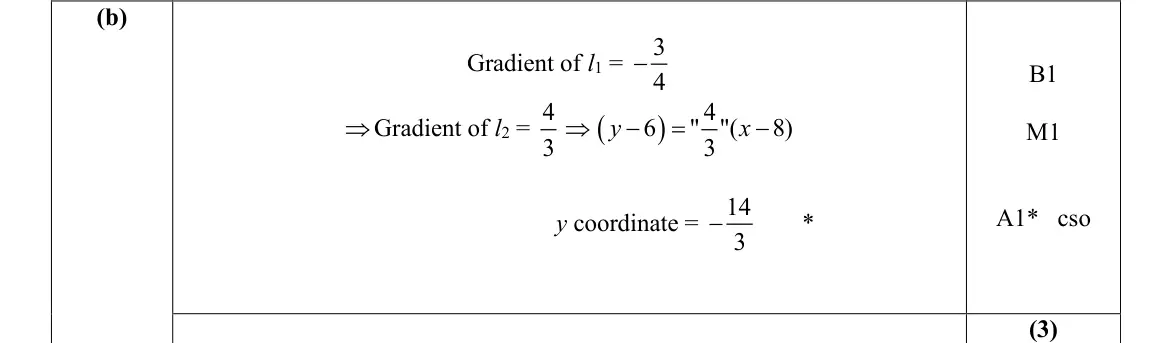 (b)
Gradient of l₁ = −3/4 B1
⇒Gradient of l₂ = 4/3 ⇒ (y−6) = "4/3"(x−8) M1
y coordinate = −14/3 * A1* cso
(3)